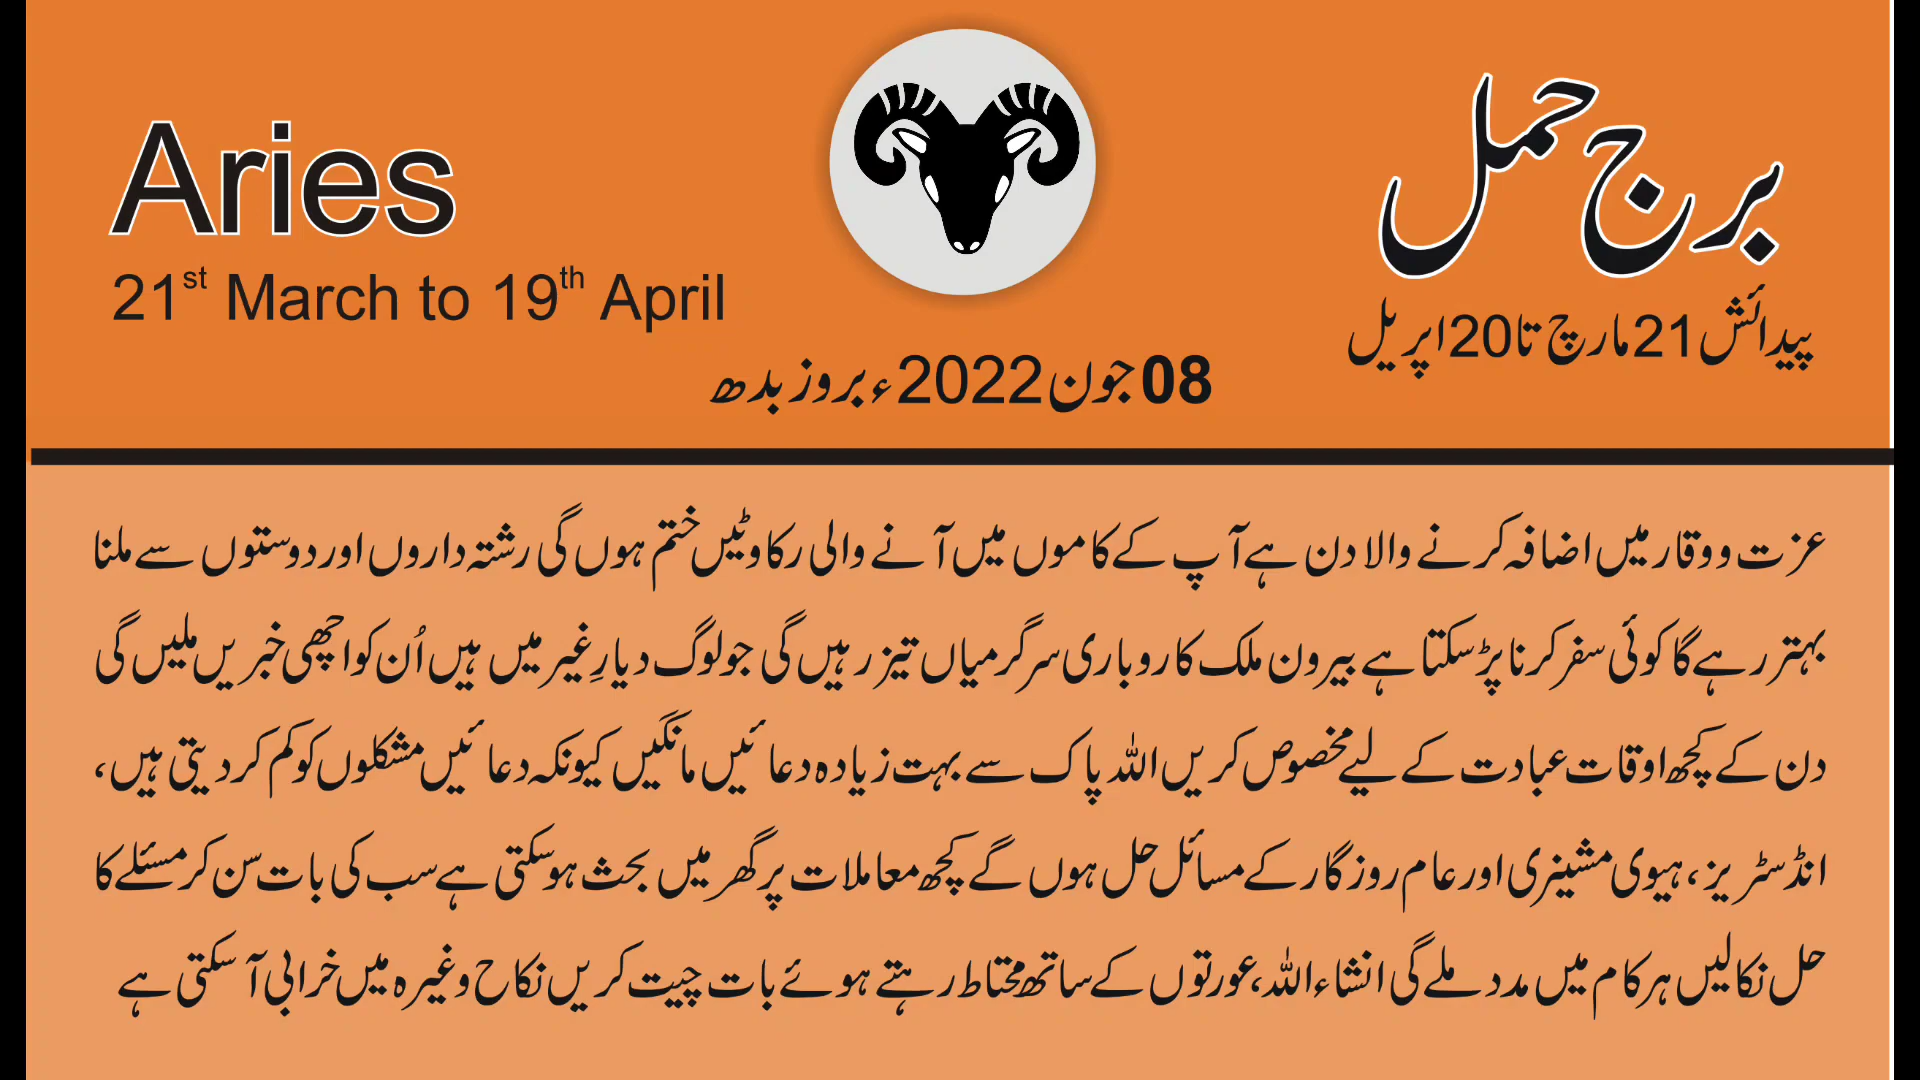 Aries
21st March to 19th April
برج حمل
پیدائش 21 مارچ تا 20 اپریل
08 جون 2022ء بروز بدھ
عزت و وقار میں اضافہ کرنے والا دن ہے آپ کے کاموں میں آنے والی رکاوٹیں ختم ہوں گی رشتہ داروں اور دوستوں سے ملنا
بہتر رہے گا کوئی سفر کرنا پڑ سکتا ہے بیرون ملک کاروباری سرگرمیاں تیز رہیں گی جو لوگ دیارِ غیر میں ہیں اُن کو اچھی خبریں ملیں گی
دن کے کچھ اوقات عبادت کے لیے مخصوص کریں اللہ پاک سے بہت زیادہ دعائیں مانگیں کیونکہ دعائیں مشکلوں کو کم کر دیتی ہیں،
انڈسٹریز، ہیوی مشینری اور عام روزگار کے مسائل حل ہوں گے کچھ معاملات پر گھر میں بحث ہو سکتی ہے سب کی بات سن کر مسئلے کا
حل نکالیں ہر کام میں مدد ملے گی انشاء اللہ، عورتوں کے ساتھ محتاط رہتے ہوئے بات چیت کریں نکاح وغیرہ میں خرابی آ سکتی ہے